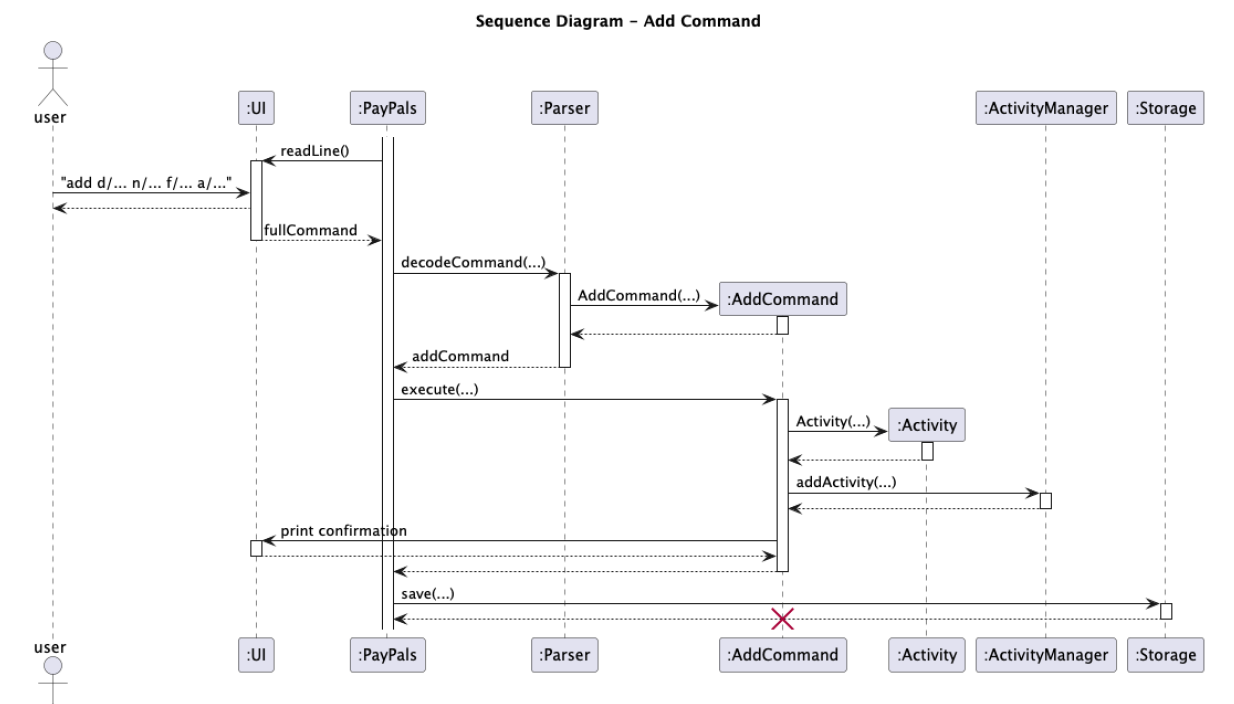 Sequence Diagram - Add Command
user
:UI
:PayPals
:Parser
:ActivityManager
:Storage
readLine()
"add d/... n/... f/... a/..."
fullCommand
decodeCommand(...)
AddCommand(...)
:AddCommand
addCommand
execute(...)
Activity(...)
:Activity
addActivity(...)
print confirmation
save(...)
user
:UI
:PayPals
:Parser
:AddCommand
:Activity
:ActivityManager
:Storage